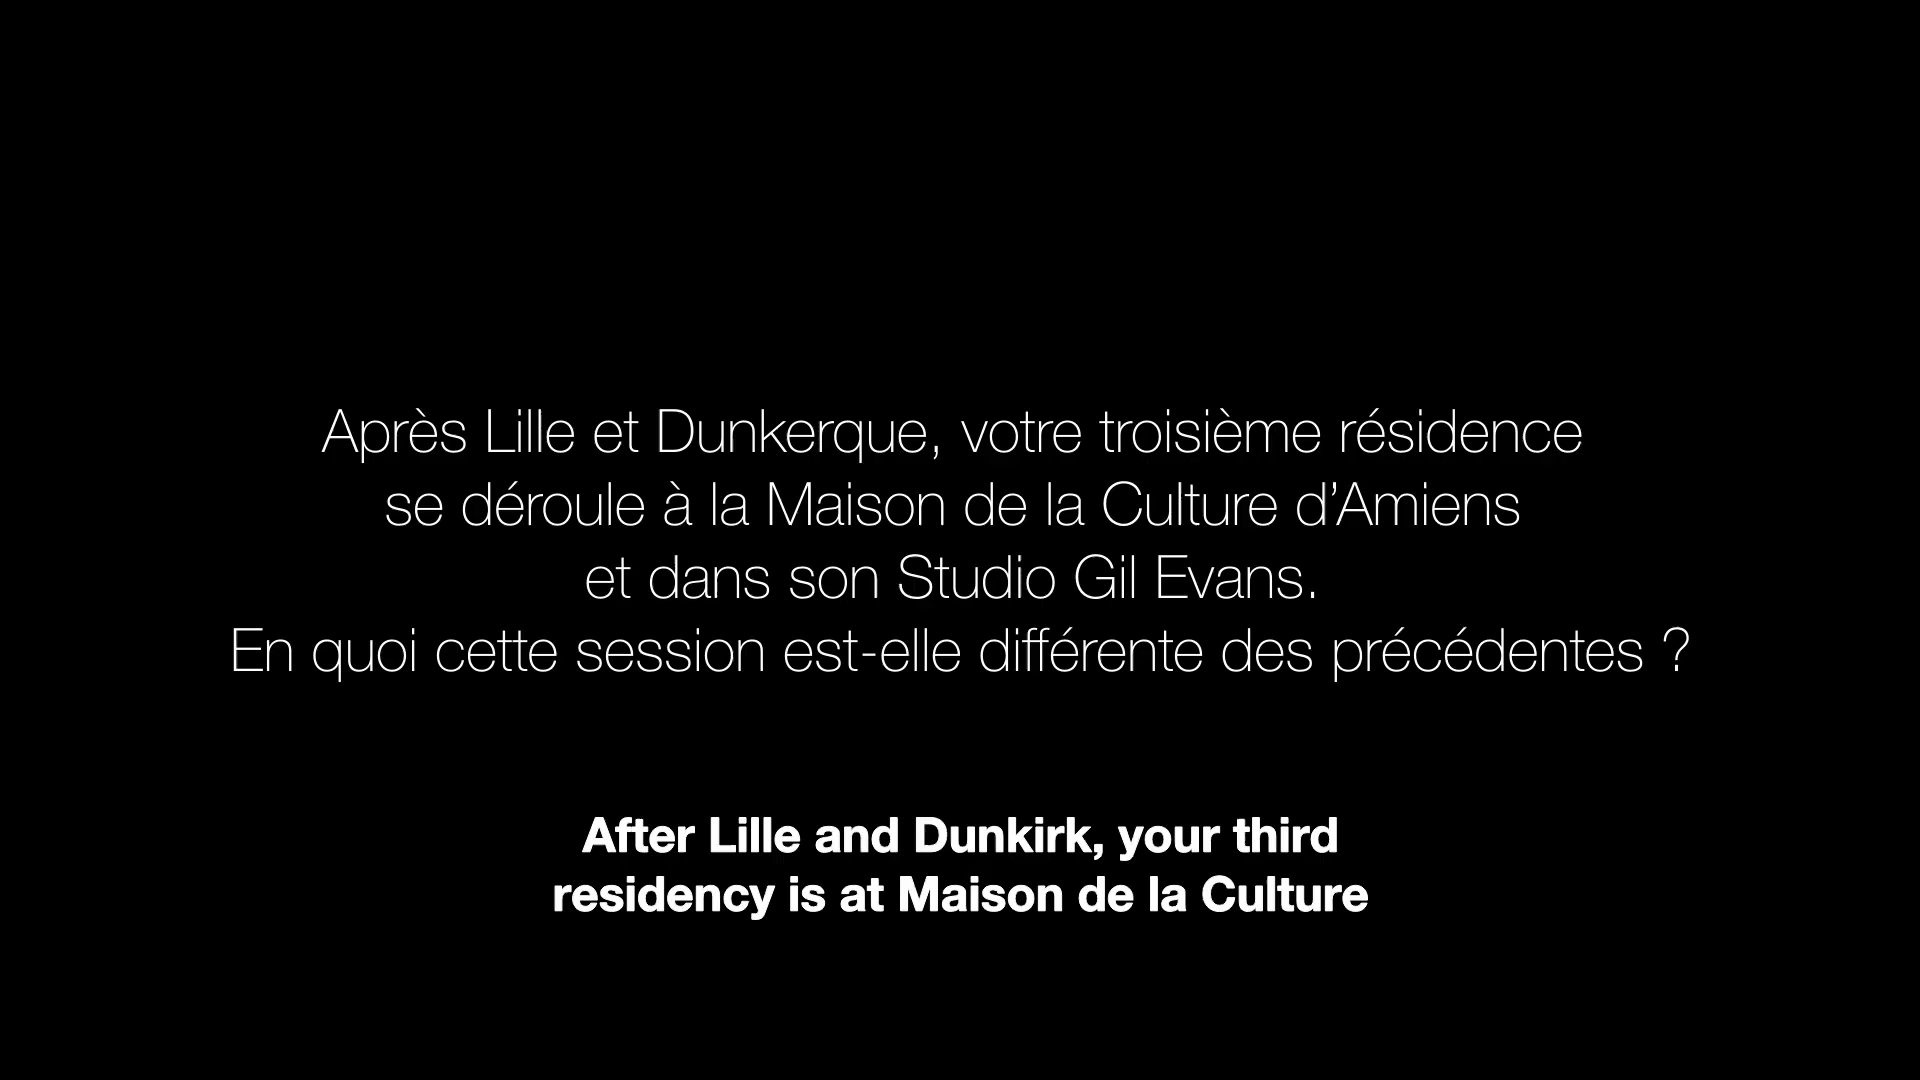 Après Lille et Dunkerque, votre troisième résidence
se déroule à la Maison de la Culture d’Amiens
et dans son Studio Gil Evans.
En quoi cette session est-elle différente des précédentes ?
After Lille and Dunkirk, your third
residency is at Maison de la Culture